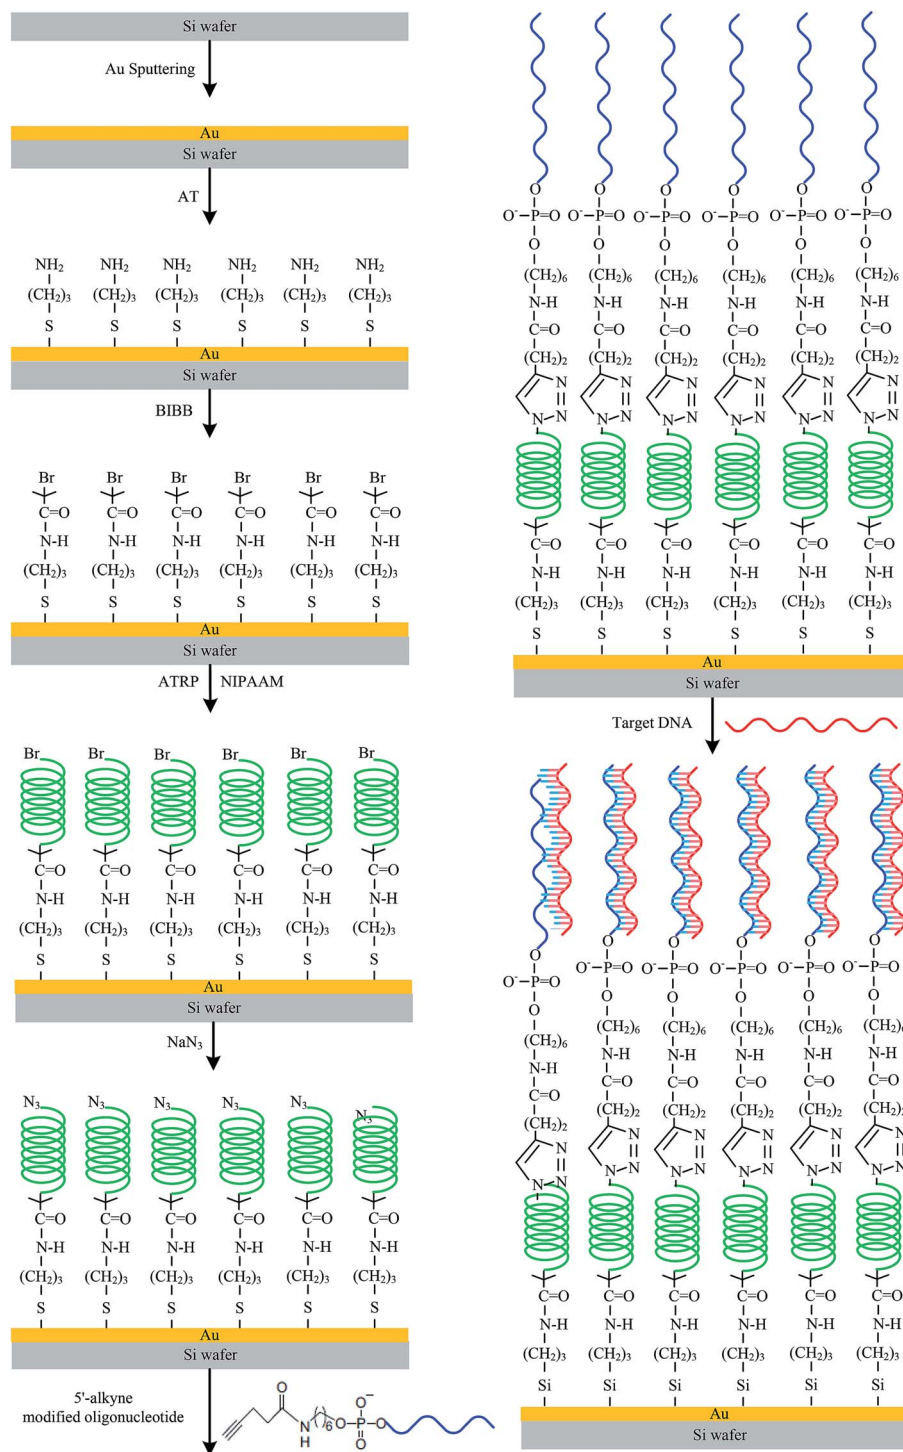 Si wafer
Au Sputtering
Au
Si wafer
AT
NH₂ NH₂ NH₂ NH₂ NH₂ NH₂
(CH₂)₃ (CH₂)₃ (CH₂)₃ (CH₂)₃ (CH₂)₃ (CH₂)₃
S S S S S S
Au
Si wafer
BIBB
Br Br Br Br Br Br
C=O C=O C=O C=O C=O C=O
N-H N-H N-H N-H N-H N-H
(CH₂)₃ (CH₂)₃ (CH₂)₃ (CH₂)₃ (CH₂)₃ (CH₂)₃
S S S S S S
Au
Si wafer
ATRP NIPAAM
Br Br Br Br Br Br
C=O C=O C=O C=O C=O C=O
N-H N-H N-H N-H N-H N-H
(CH₂)₃ (CH₂)₃ (CH₂)₃ (CH₂)₃ (CH₂)₃ (CH₂)₃
S S S S S S
Au
Si wafer
NaN₃
N₃ N₃ N₃ N₃ N₃ N₃
C=O C=O C=O C=O C=O C=O
N-H N-H N-H N-H N-H N-H
(CH₂)₃ (CH₂)₃ (CH₂)₃ (CH₂)₃ (CH₂)₃ (CH₂)₃
S S S S S S
Au
Si wafer
5'-alkyne
modified oligonucleotide
O O⁻
N ( )₆ O P O
H O
O O O O O O
O⁻-P=O O⁻-P=O O⁻-P=O O⁻-P=O O⁻-P=O O⁻-P=O
O O O O O O
(CH₂)₆ (CH₂)₆ (CH₂)₆ (CH₂)₆ (CH₂)₆ (CH₂)₆
N-H N-H N-H N-H N-H N-H
C=O C=O C=O C=O C=O C=O
(CH₂)₂ (CH₂)₂ (CH₂)₂ (CH₂)₂ (CH₂)₂ (CH₂)₂
N N N N N N
N-N N-N N-N N-N N-N N-N
C=O C=O C=O C=O C=O C=O
N-H N-H N-H N-H N-H N-H
(CH₂)₃ (CH₂)₃ (CH₂)₃ (CH₂)₃ (CH₂)₃ (CH₂)₃
S S S S S S
Au
Si wafer
Target DNA
O O O O O O
O⁻-P=O O⁻-P=O O⁻-P=O O⁻-P=O O⁻-P=O O⁻-P=O
O O O O O O
(CH₂)₆ (CH₂)₆ (CH₂)₆ (CH₂)₆ (CH₂)₆ (CH₂)₆
N-H N-H N-H N-H N-H N-H
C=O C=O C=O C=O C=O C=O
(CH₂)₂ (CH₂)₂ (CH₂)₂ (CH₂)₂ (CH₂)₂ (CH₂)₂
N N N N N N
N-N N-N N-N N-N N-N N-N
C=O C=O C=O C=O C=O C=O
N-H N-H N-H N-H N-H N-H
(CH₂)₃ (CH₂)₃ (CH₂)₃ (CH₂)₃ (CH₂)₃ (CH₂)₃
Si Si Si Si Si Si
Au
Si wafer